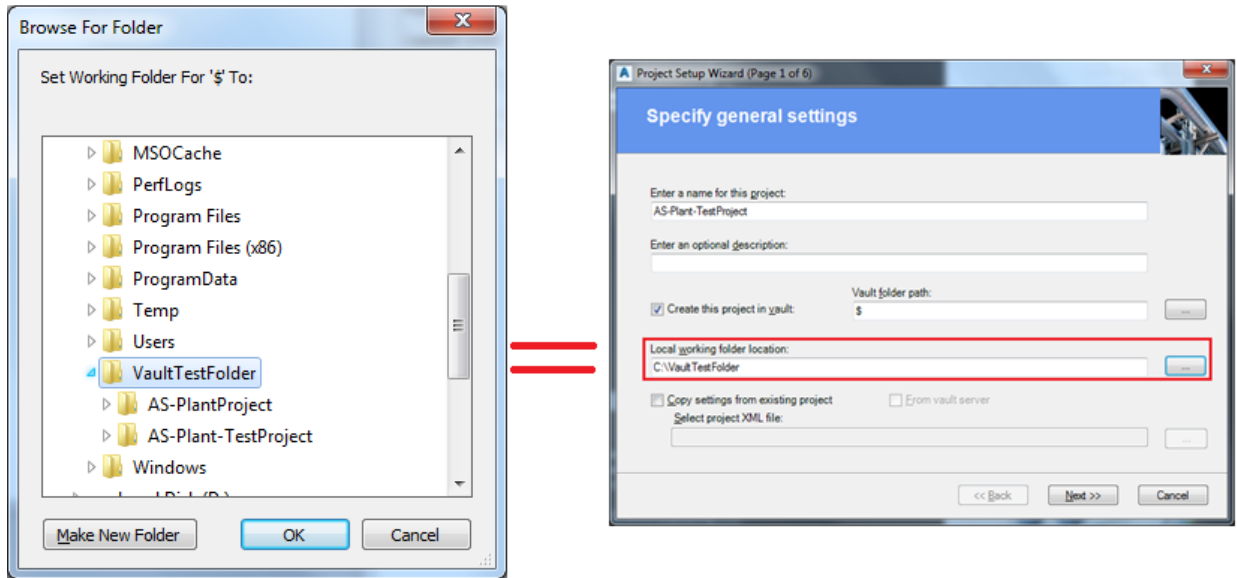 Browse For Folder
Set Working Folder For '$' To:
MSOCache
PerfLogs
Program Files
Program Files (x86)
ProgramData
Temp
Users
VaultTestFolder
AS-PlantProject
AS-Plant-TestProject
Windows
Make New Folder
OK
Cancel
Project Setup Wizard (Page 1 of 6)
Specify general settings
Enter a name for this project:
AS-Plant-TestProject
Enter an optional description:
Vault folder path:
Create this project in vault:
$
...
Local working folder location:
C:\VaultTestFolder
...
Copy settings from existing project
From vault server
Select project XML file:
...
<< Back
Next >>
Cancel